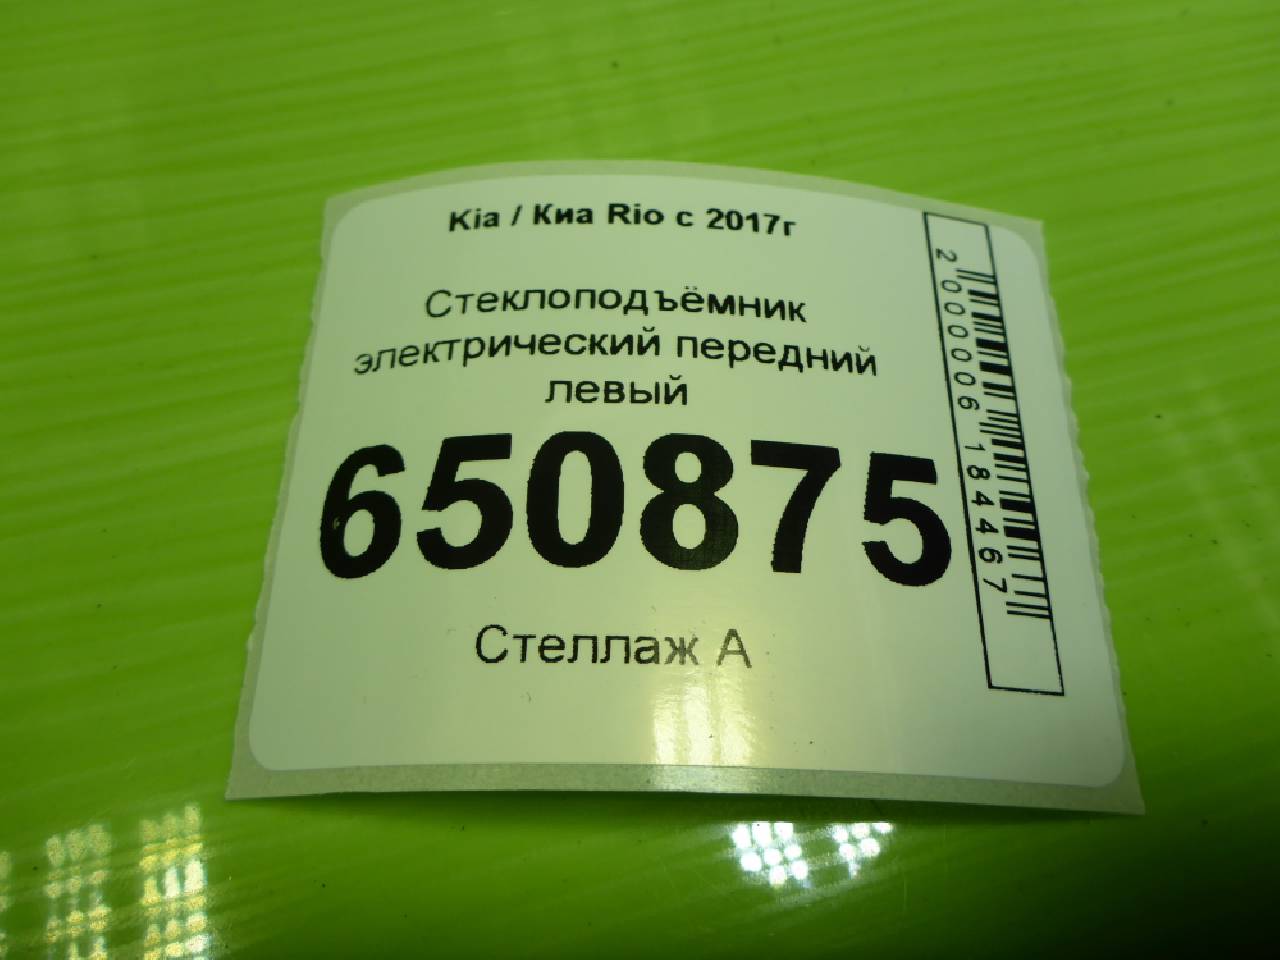 Kia / Киа Rio с 2017г
Стеклоподъёмник
электрический передний
левый
650875
Стеллаж А
2000006184467